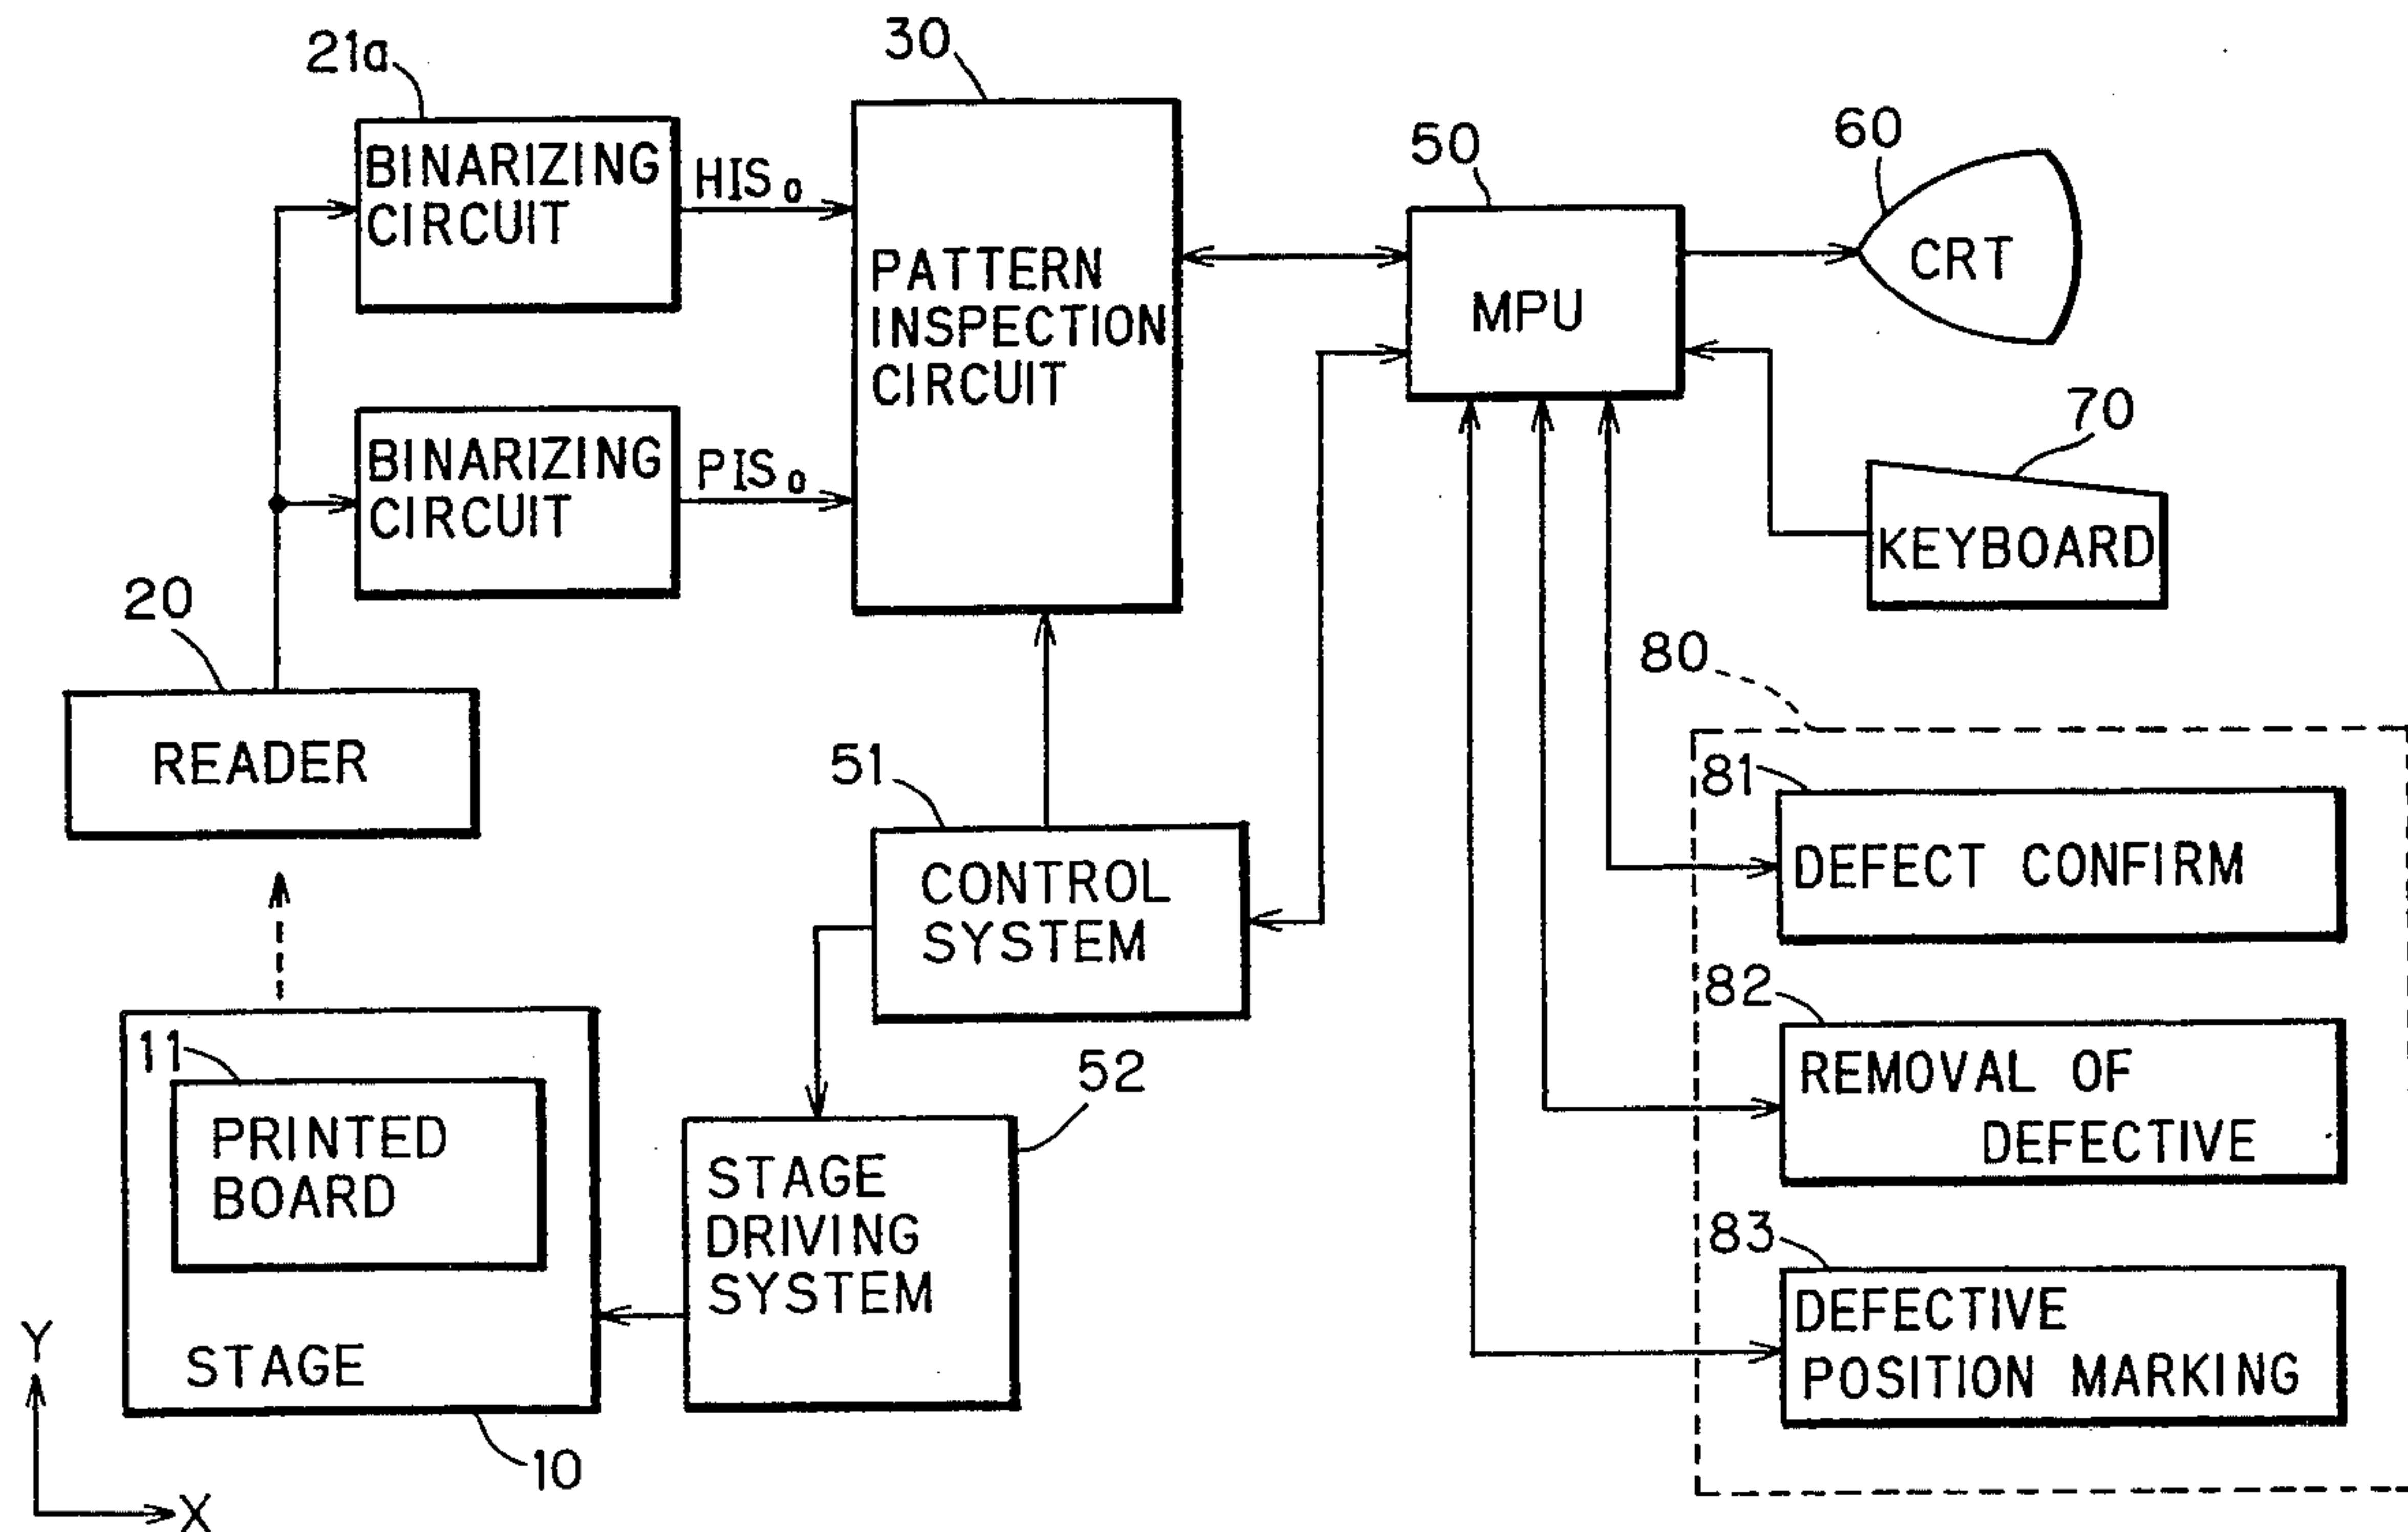 21a
30
BINARIZING
CIRCUIT
HIS₀
PATTERN
INSPECTION
CIRCUIT
50
MPU
60
CRT
BINARIZING
CIRCUIT
PIS₀
70
KEYBOARD
20
READER
80
51
CONTROL
SYSTEM
81
DEFECT CONFIRM
82
REMOVAL OF
DEFECTIVE
83
DEFECTIVE
POSITION MARKING
11
PRINTED
BOARD
STAGE
10
52
STAGE
DRIVING
SYSTEM
Y
X